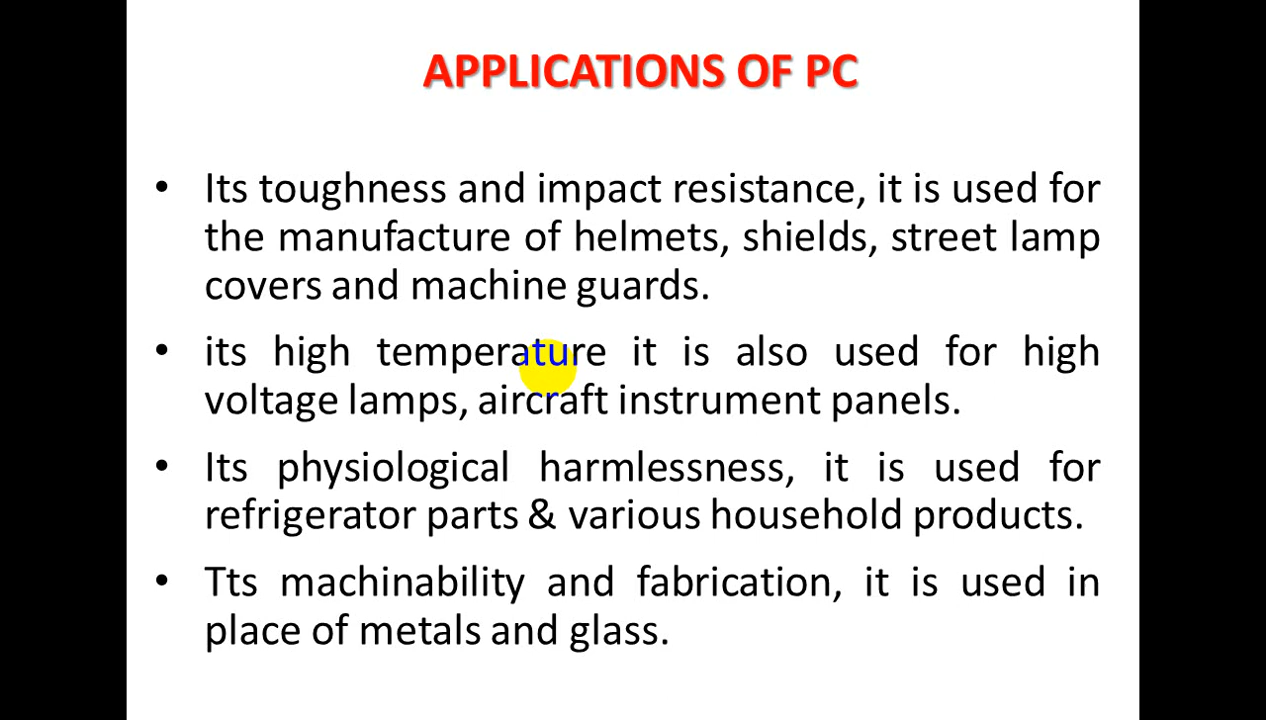 APPLICATIONS OF PC
• Its toughness and impact resistance, it is used for
the manufacture of helmets, shields, street lamp
covers and machine guards.
• its high temperature it is also used for high
voltage lamps, aircraft instrument panels.
• Its physiological harmlessness, it is used for
refrigerator parts & various household products.
• Tts machinability and fabrication, it is used in
place of metals and glass.